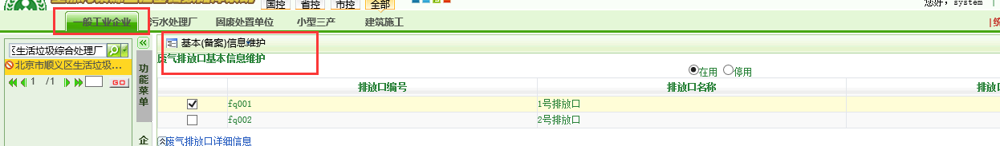 国控 省控 市控 全部
您好，system |
一般工业企业 污水处理厂 固废处置单位 小型三产 建筑施工
生活垃圾综合处理厂
北京市顺义区生活垃圾...
1 /1 GO
功能菜单
企
基本(备案)信息维护
废气排放口基本信息维护
在用 停用
排放口编号 排放口名称 排放口
fq001 1号排放口
fq002 2号排放口
废气排放口详细信息